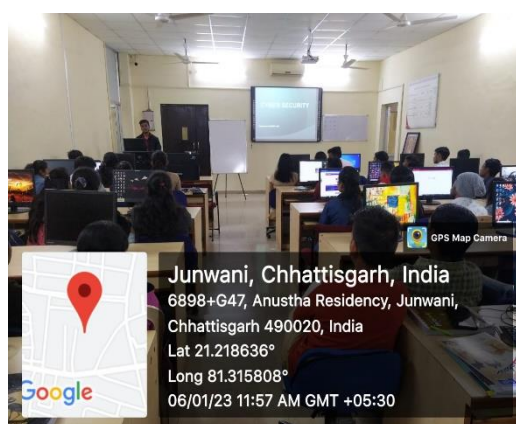 CYBER SECURITY
GPS Map Camera
Junwani, Chhattisgarh, India
6898+G47, Anustha Residency, Junwani,
Chhattisgarh 490020, India
Lat 21.218636°
Long 81.315808°
06/01/23 11:57 AM GMT +05:30
Google